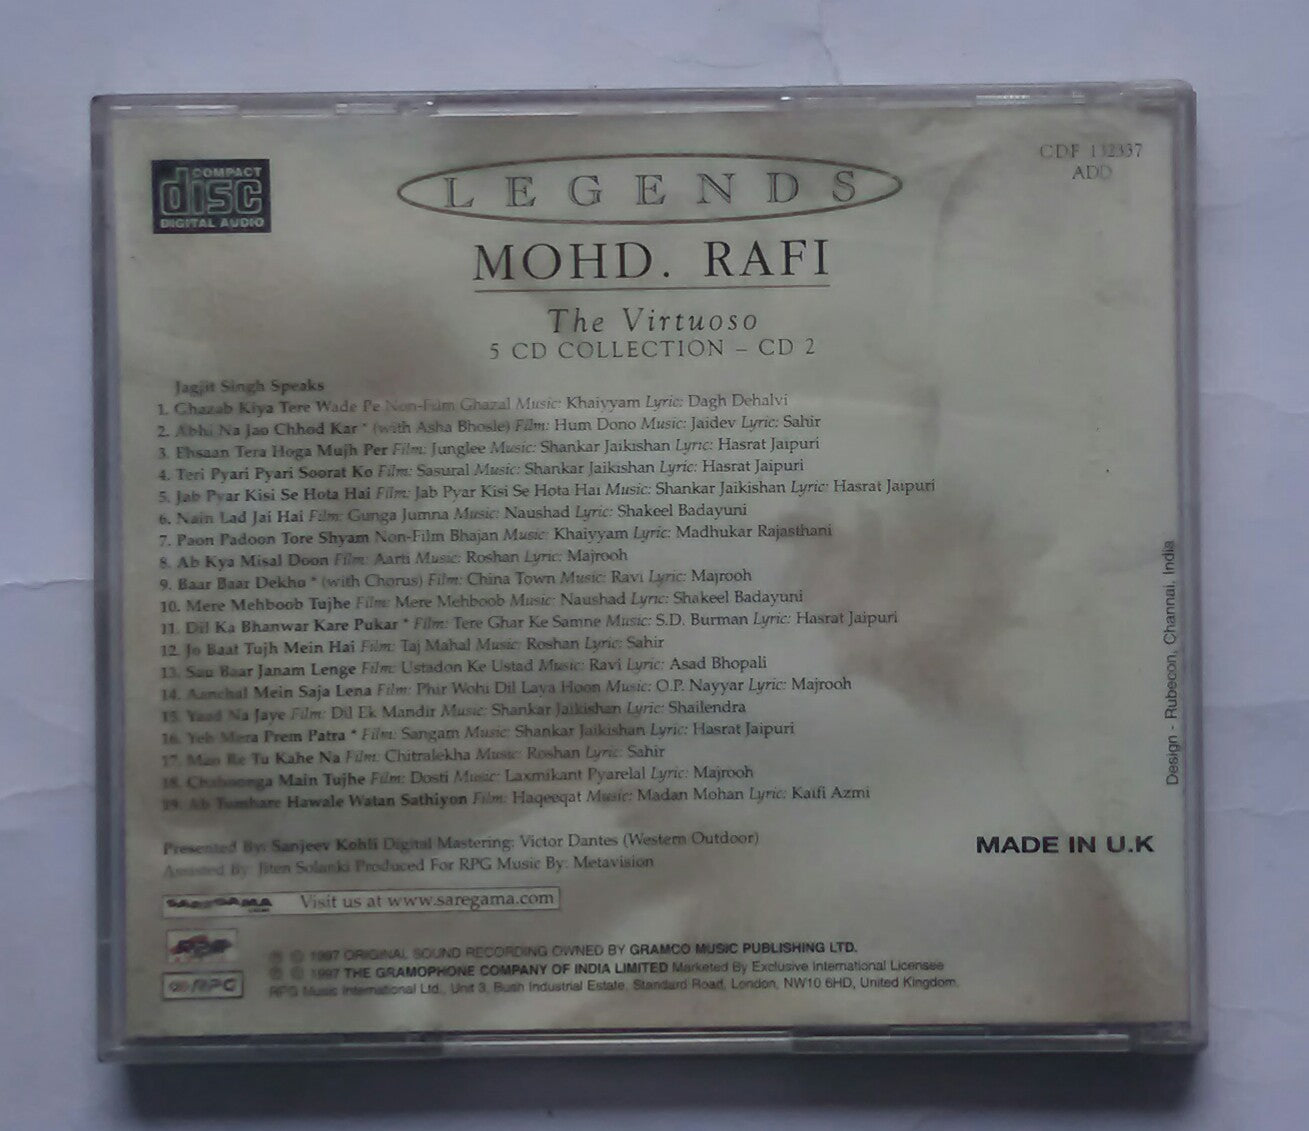 COMPACT
disc
DIGITAL AUDIO
CDF 132337
ADD
LEGENDS
MOHD. RAFI
The Virtuoso
5 CD COLLECTION – CD 2
Jagjit Singh Speaks
1. Ghazab Kiya Tere Wade Pe Non-Film Ghazal Music: Khaiyyam Lyric: Dagh Dehalvi
2. Abhi Na Jao Chhod Kar * (with Asha Bhosle) Film: Hum Dono Music: Jaidev Lyric: Sahir
3. Ehsaan Tera Hoga Mujh Per Film: Junglee Music: Shankar Jaikishan Lyric: Hasrat Jaipuri
4. Teri Pyari Pyari Soorat Ko Film: Sasural Music: Shankar Jaikishan Lyric: Hasrat Jaipuri
5. Jab Pyar Kisi Se Hota Hai Film: Jab Pyar Kisi Se Hota Hai Music: Shankar Jaikishan Lyric: Hasrat Jaipuri
6. Nain Lad Jai Hai Film: Gunga Jumna Music: Naushad Lyric: Shakeel Badayuni
7. Paon Padoon Tore Shyam Non-Film Bhajan Music: Khaiyyam Lyric: Madhukar Rajasthani
8. Ab Kya Misal Doon Film: Aarti Music: Roshan Lyric: Majrooh
9. Baar Baar Dekho * (with Chorus) Film: China Town Music: Ravi Lyric: Majrooh
10. Mere Mehboob Tujhe Film: Mere Mehboob Music: Naushad Lyric: Shakeel Badayuni
11. Dil Ka Bhanwar Kare Pukar * Film: Tere Ghar Ke Samne Music: S.D. Burman Lyric: Hasrat Jaipuri
12. Jo Baat Tujh Mein Hai Film: Taj Mahal Music: Roshan Lyric: Sahir
13. Sau Baar Janam Lenge Film: Ustadon Ke Ustad Music: Ravi Lyric: Asad Bhopali
14. Aanchal Mein Saja Lena Film: Phir Wohi Dil Laya Hoon Music: O.P. Nayyar Lyric: Majrooh
15. Yaad Na Jaye Film: Dil Ek Mandir Music: Shankar Jaikishan Lyric: Shailendra
16. Yeh Mera Prem Patra * Film: Sangam Music: Shankar Jaikishan Lyric: Hasrat Jaipuri
17. Man Re Tu Kahe Na Film: Chitralekha Music: Roshan Lyric: Sahir
18. Chahoonga Main Tujhe Film: Dosti Music: Laxmikant Pyarelal Lyric: Majrooh
19. Ab Tumhare Hawale Watan Sathiyon Film: Haqeeqat Music: Madan Mohan Lyric: Kaifi Azmi
Presented By: Sanjeev Kohli Digital Mastering: Victor Dantes (Western Outdoor)
Assisted By: Jiten Solanki Produced For RPG Music By: Metavision
SAREGAMA Visit us at www.saregama.com
MADE IN U.K
Design - Rubecon, Channai, India
℗ © 1997 ORIGINAL SOUND RECORDING OWNED BY GRAMCO MUSIC PUBLISHING LTD.
℗ © 1997 THE GRAMOPHONE COMPANY OF INDIA LIMITED Marketed By Exclusive International Licensee
RPG Music International Ltd., Unit 3, Bush Industrial Estate, Standard Road, London, NW10 6HD, United Kingdom.
RPG